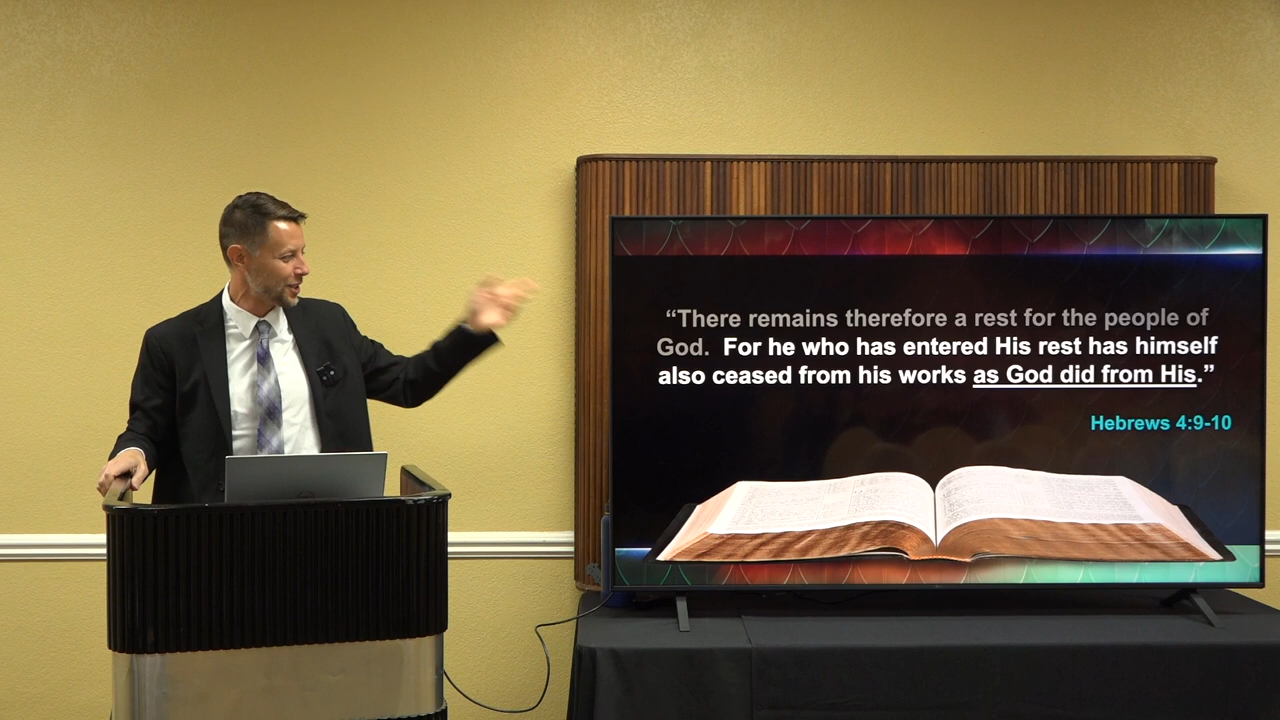 “There remains therefore a rest for the people of
God.  For he who has entered His rest has himself
also ceased from his works as God did from His.”
Hebrews 4:9-10